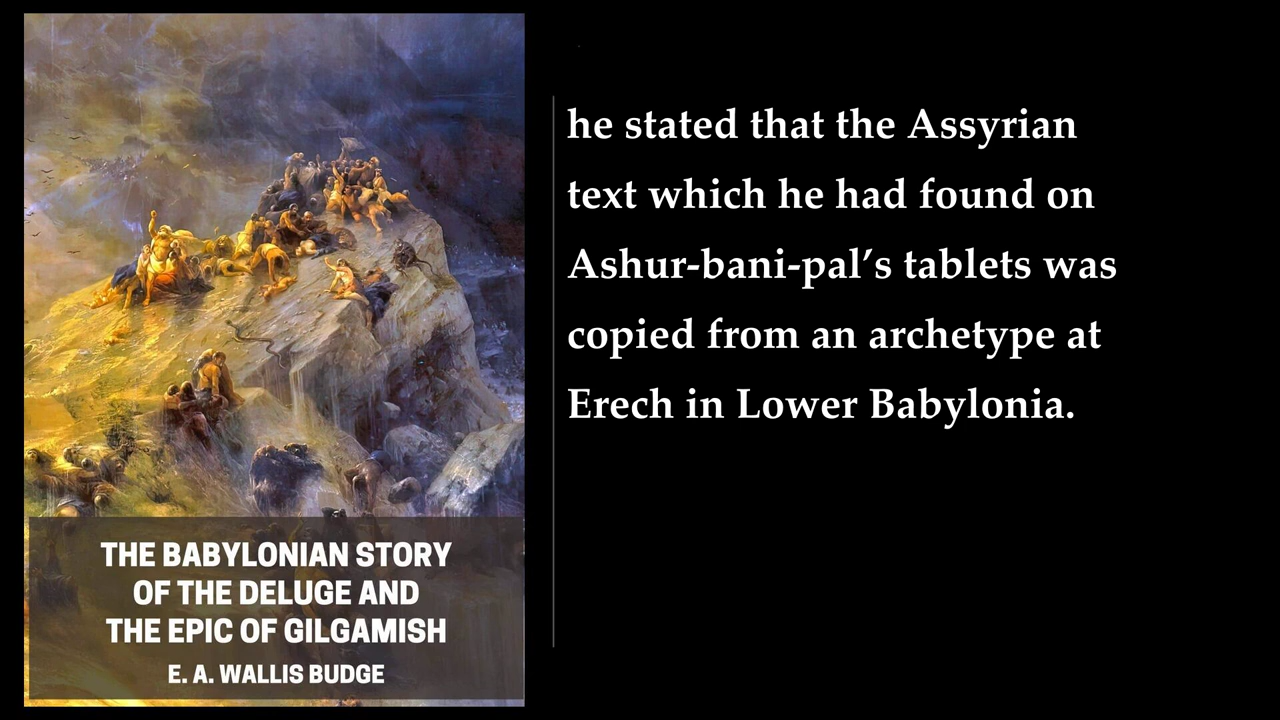 he stated that the Assyrian
text which he had found on
Ashur-bani-pal’s tablets was
copied from an archetype at
Erech in Lower Babylonia.
THE BABYLONIAN STORY
OF THE DELUGE AND
THE EPIC OF GILGAMISH
E. A. WALLIS BUDGE